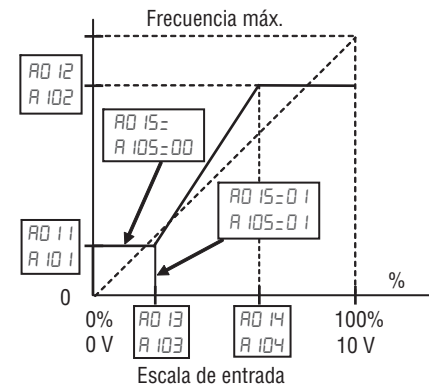 Frecuencia máx.
A012
A102
A015=
A105=00
A015=01
A105=01
A011
A101
0
%
0%
0 V
A013
A103
A014
A104
100%
10 V
Escala de entrada